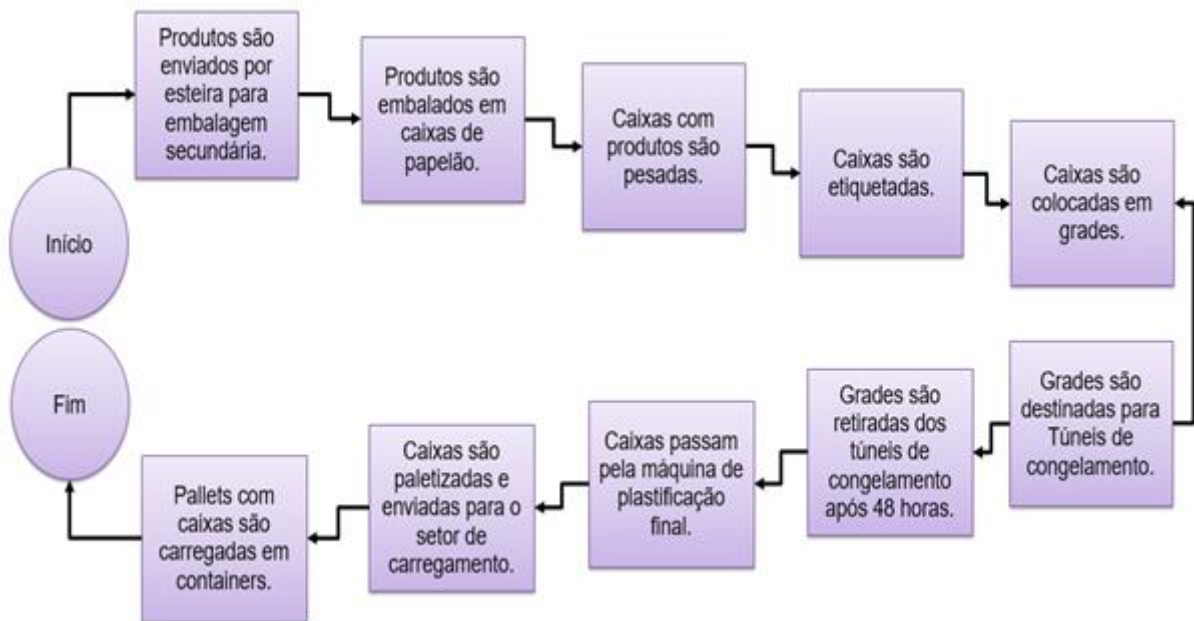 Início
Produtos são
enviados por
esteira para
embalagem
secundária.
Produtos são
embalados em
caixas de
papelão.
Caixas com
produtos são
pesadas.
Caixas são
etiquetadas.
Caixas são
colocadas em
grades.
Grades são
destinadas para
Túneis de
congelamento.
Grades são
retiradas dos
túneis de
congelamento
após 48 horas.
Caixas passam
pela máquina de
plastificação
final.
Caixas são
paletizadas e
enviadas para o
setor de
carregamento.
Pallets com
caixas são
carregadas em
containers.
Fim